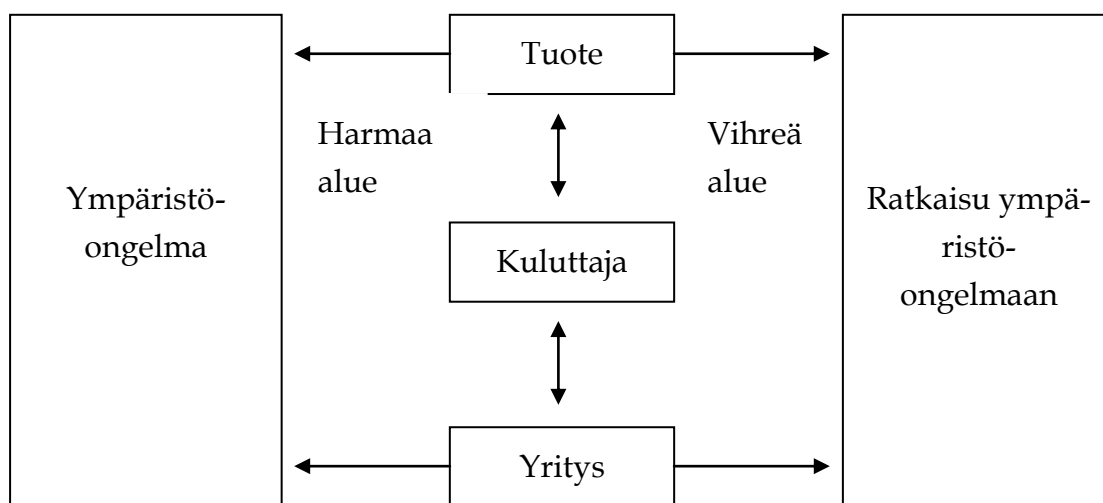 Tuote
Harmaa
alue
Vihreä
alue
Ympäristö-
ongelma
Kuluttaja
Ratkaisu ympä-
ristö-
ongelmaan
Yritys